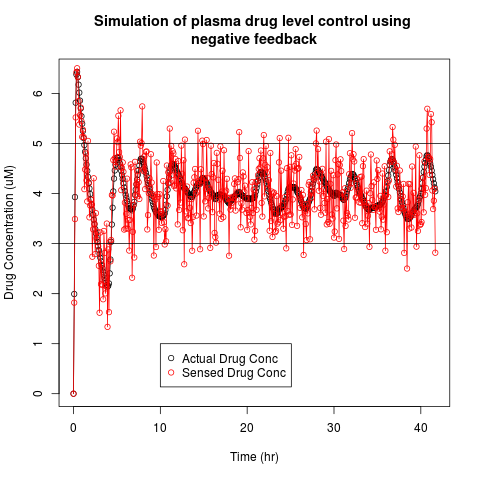 Simulation of plasma drug level control using
negative feedback
Drug Concentration (uM)
6
5
4
3
2
1
0
Actual Drug Conc
Sensed Drug Conc
0 10 20 30 40
Time (hr)